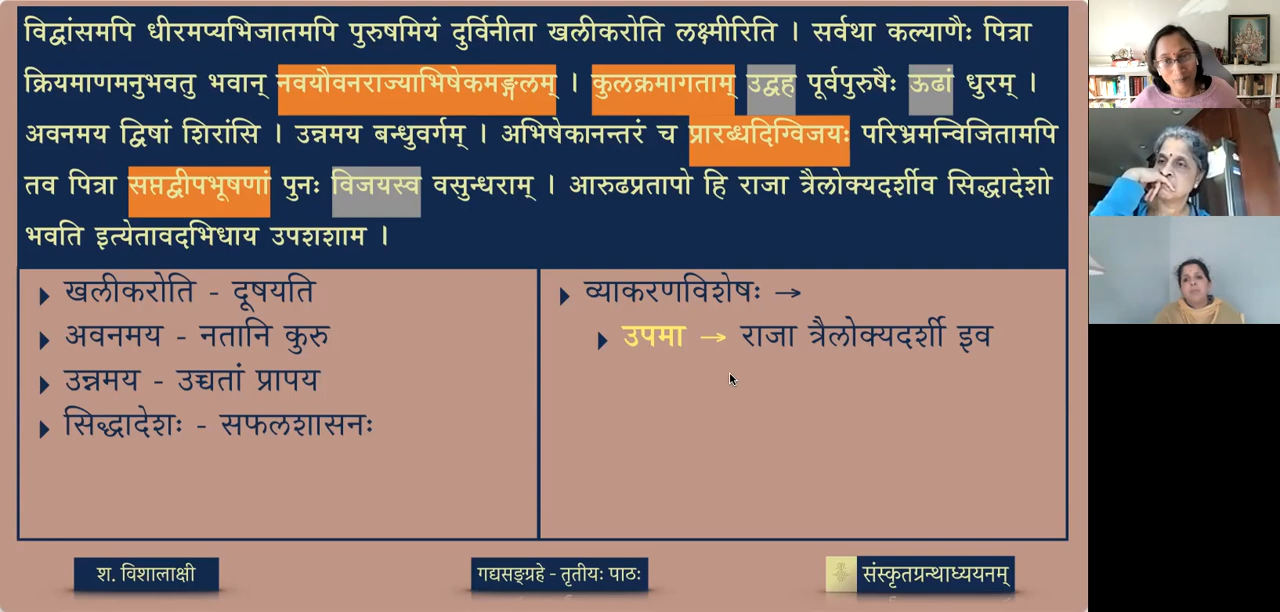 विद्वांसमपि धीरमप्यभिजातमपि पुरुषमियं दुर्विनीता खलीकरोति लक्ष्मीरिति । सर्वथा कल्याणैः पित्रा
क्रियमाणमनुभवतु भवान् नवयौवनराज्याभिषेकमङ्गलम् । कुलक्रमागताम् उद्वह पूर्वपुरुषैः ऊढां धुरम् ।
अवनमय द्विषां शिरांसि । उन्नमय बन्धुवर्गम् । अभिषेकानन्तरं च प्रारब्धदिग्विजयः परिभ्रमन्विजितामपि
तव पित्रा सप्तद्वीपभूषणां पुनः विजयस्व वसुन्धराम् । आरुढप्रतापो हि राजा त्रैलोक्यदर्शीव सिद्धादेशो
भवति इत्येतावदभिधाय उपशशाम ।
खलीकरोति - दूषयति
अवनमय - नतानि कुरु
उन्नमय - उच्चतां प्रापय
सिद्धादेशः - सफलशासनः
व्याकरणविशेषः →
उपमा → राजा त्रैलोक्यदर्शी इव
श. विशालाक्षी
गद्यसङ्ग्रहे - तृतीयः पाठः
संस्कृतग्रन्थाध्ययनम्